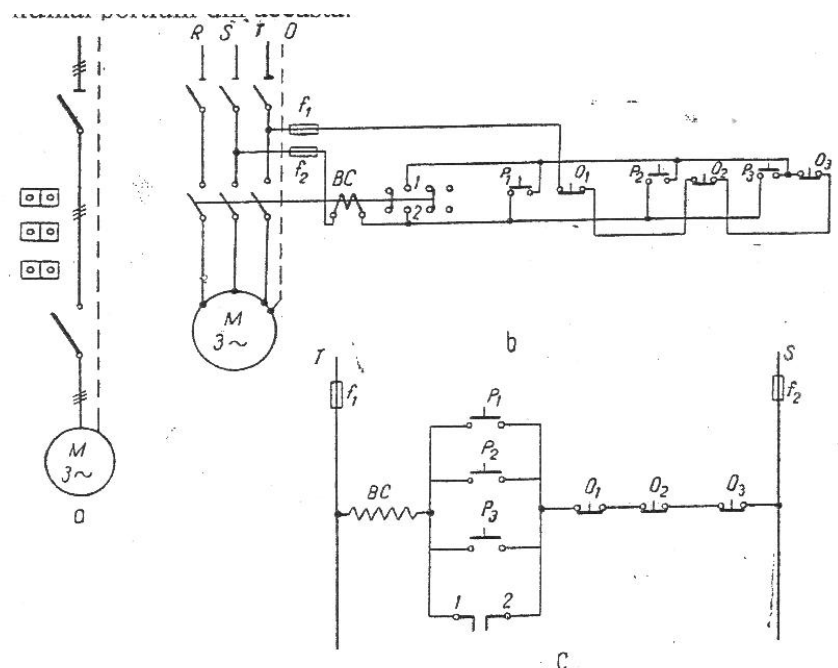 R S T O
f₁
f₂
BC
1
2
P₁ O₁ P₂ O₂ P₃ O₃
M
3~
b
M
3~
a
T S
f₁ f₂
P₁
P₂
P₃
BC
O₁ O₂ O₃
1 2
C